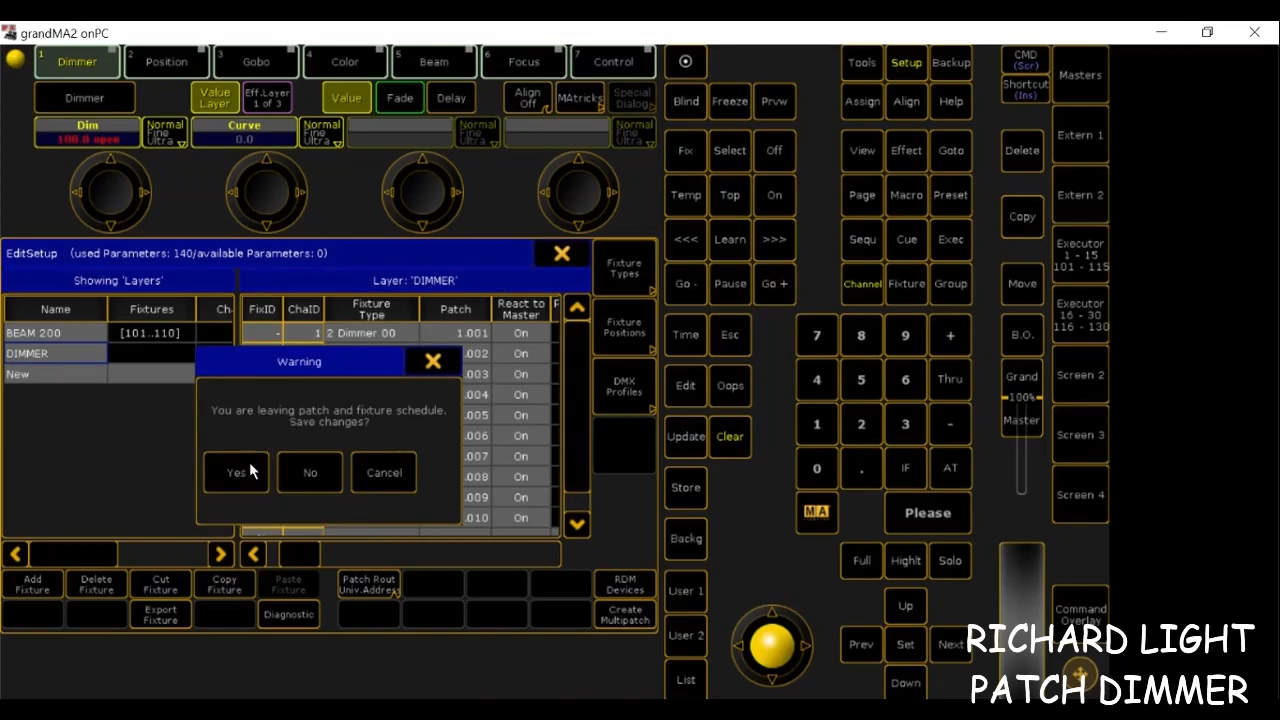 grandMA2 onPC
1 Dimmer 2 Position 3 Gobo 4 Color 5 Beam 6 Focus 7 Control
Dimmer Value Layer Eff.Layer 1 of 3 Value Fade Delay Align Off MAtricks Special Dialog
Dim 100.0 open Normal Fine Ultra Curve 0.0 Normal Fine Ultra Normal Fine Ultra Normal Fine Ultra
EditSetup (used Parameters: 140/available Parameters: 0)
Showing 'Layers' Layer: 'DIMMER'
Name Fixtures Ch FixID ChaID Fixture Type Patch React to Master
BEAM 200 [101..110] - 1 2 Dimmer 00 1.001 On
DIMMER .002 On
New .003 On
.004 On
.005 On
.006 On
.007 On
.008 On
.009 On
.010 On
Warning
You are leaving patch and fixture schedule.
Save changes?
Yes No Cancel
Fixture Types
Fixture Positions
DMX Profiles
Add Fixture Delete Fixture Cut Fixture Copy Fixture Paste Fixture Patch Rout Univ.Address RDM Devices
Export Fixture Diagnostic Create Multipatch
Tools Setup Backup
Blind Freeze Prvw Assign Align Help
Fix Select Off View Effect Goto
Temp Top On Page Macro Preset
<<< Learn >>> Sequ Cue Exec
Go - Pause Go + Channel Fixture Group
Time Esc 7 8 9 +
Edit Oops 4 5 6 Thru
Update Clear 1 2 3 -
Store 0 . IF AT
MA Please
Backg Full Highlt Solo
User 1 Up
User 2 Prev Set Next
List Down
CMD (Scr)
Shortcut (Ins)
Delete
Copy
Move
B.O.
Grand 100% Master
Masters
Extern 1
Extern 2
Executor 1 - 15 101 - 115
Executor 16 - 30 116 - 130
Screen 2
Screen 3
Screen 4
Command Overlay
RICHARD LIGHT
PATCH DIMMER